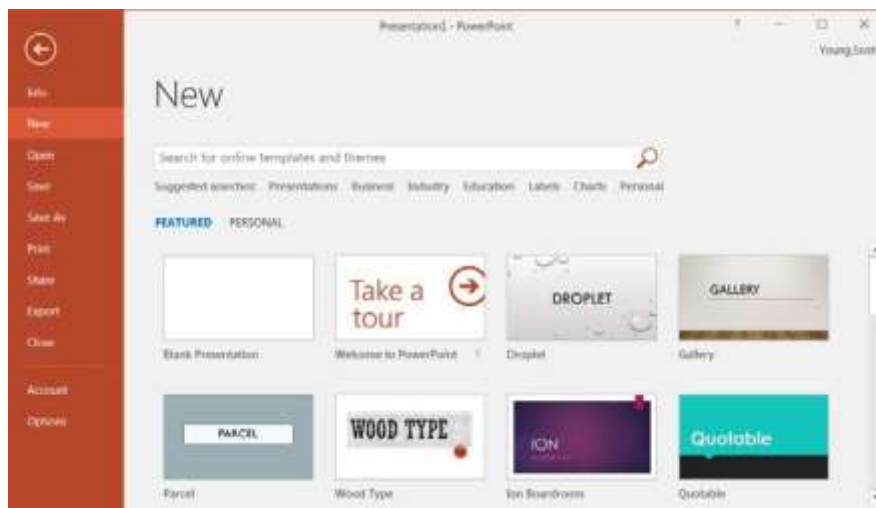 Presentation1 - PowerPoint
?
Young Scott
Info
New
Open
Save
Save As
Print
Share
Export
Close
Account
Options
New
Search for online templates and themes
Suggested searches: Presentations Business Industry Education Labels Charts Personal
FEATURED PERSONAL
Take a
tour
DROPLET
GALLERY
Blank Presentation
Welcome to PowerPoint
Droplet
Gallery
PARCEL
WOOD TYPE
ION
Quotable
Parcel
Wood Type
Ion Boardroom
Quotable